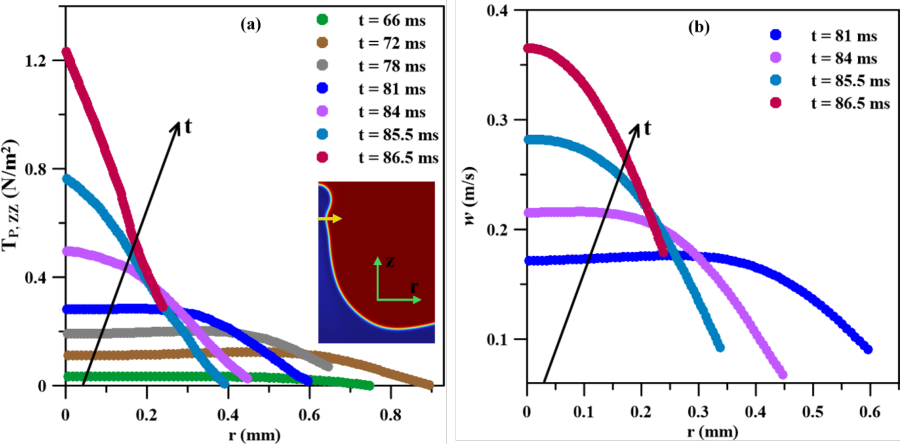 (a)
t = 66 ms
t = 72 ms
t = 78 ms
t = 81 ms
t = 84 ms
t = 85.5 ms
t = 86.5 ms
t
z
r
T_P, ZZ (N/m²)
1.2
0.8
0.4
0
0 0.2 0.4 0.6 0.8
r (mm)
(b)
t = 81 ms
t = 84 ms
t = 85.5 ms
t = 86.5 ms
t
w (m/s)
0.4
0.3
0.2
0.1
0 0.1 0.2 0.3 0.4 0.5 0.6
r (mm)